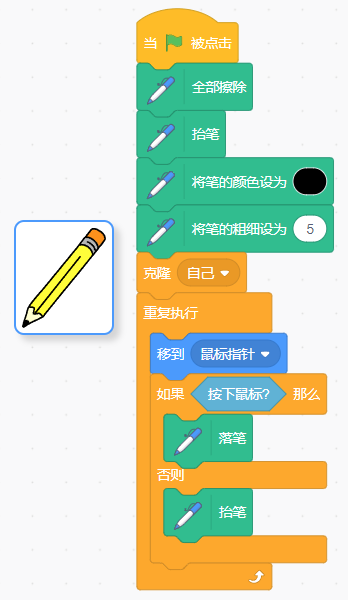 当 被点击
全部擦除
抬笔
将笔的颜色设为
将笔的粗细设为 5
克隆 自己
重复执行
移到 鼠标指针
如果 按下鼠标? 那么
落笔
否则
抬笔